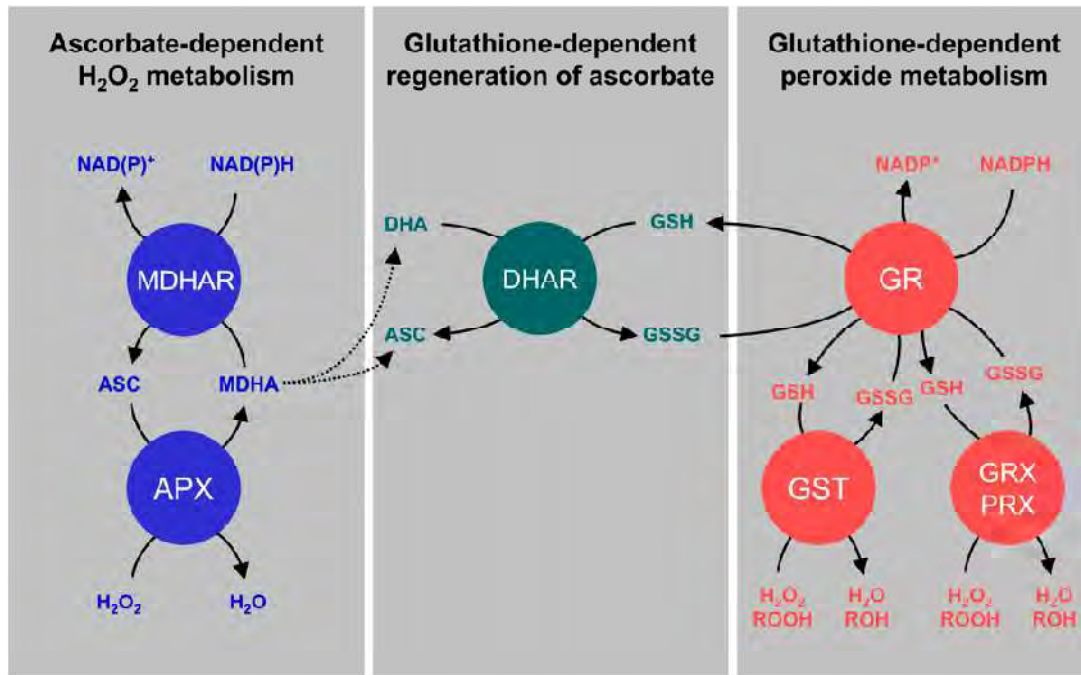 Ascorbate-dependent
H₂O₂ metabolism
NAD(P)⁺ NAD(P)H
MDHAR
ASC MDHA
APX
H₂O₂ H₂O
Glutathione-dependent
regeneration of ascorbate
DHA GSH
DHAR
ASC GSSG
Glutathione-dependent
peroxide metabolism
NADP⁺ NADPH
GR
GSH GSSG GSH GSSG
GST
GRX
PRX
H₂O₂ H₂O H₂O₂ H₂O
ROOH ROH ROOH ROH